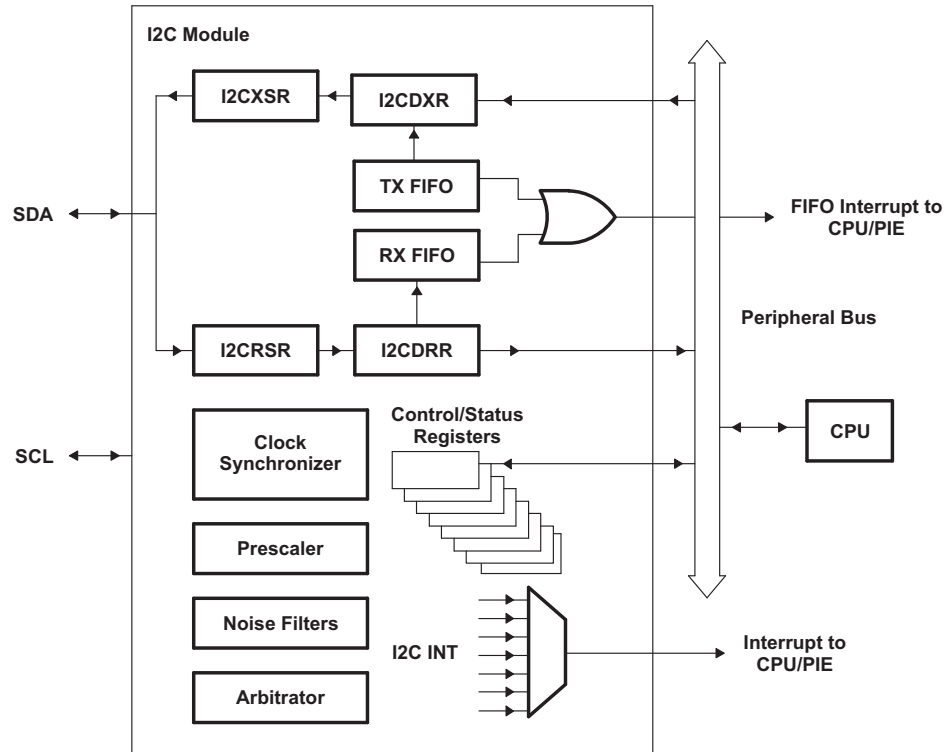 I2C Module
I2CXSR
I2CDXR
TX FIFO
SDA
FIFO Interrupt to
CPU/PIE
RX FIFO
Peripheral Bus
I2CRSR
I2CDRR
Control/Status
Registers
CPU
Clock
Synchronizer
SCL
Prescaler
Noise Filters
I2C INT
Interrupt to
CPU/PIE
Arbitrator